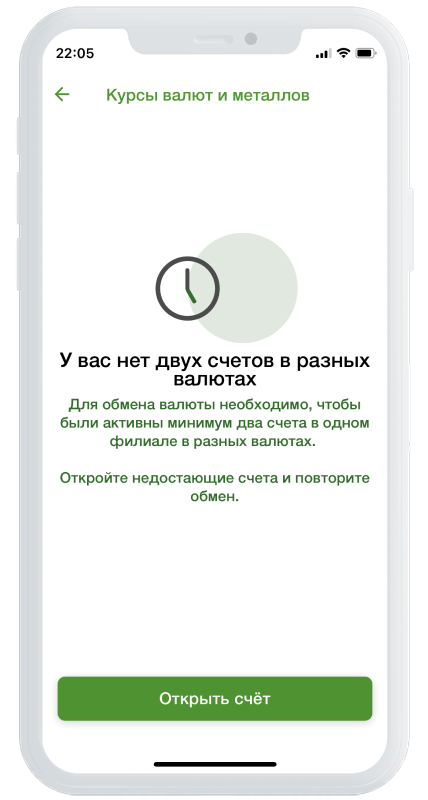 22:05
Курсы валют и металлов
У вас нет двух счетов в разных
валютах
Для обмена валюты необходимо, чтобы
были активны минимум два счета в одном
филиале в разных валютах.
Откройте недостающие счета и повторите
обмен.
Открыть счёт